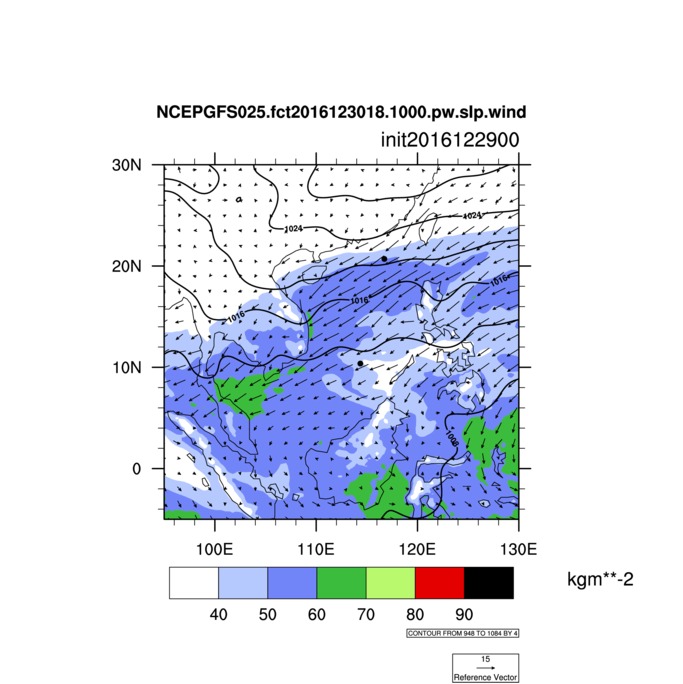 NCEPGFS025.fct2016123018.1000.pw.slp.wind
init2016122900
30N
20N
10N
0
1024
1024
1016
1016
1016
1008
100E 110E 120E 130E
kgm**-2
40 50 60 70 80 90
CONTOUR FROM 948 TO 1084 BY 4
15
Reference Vector